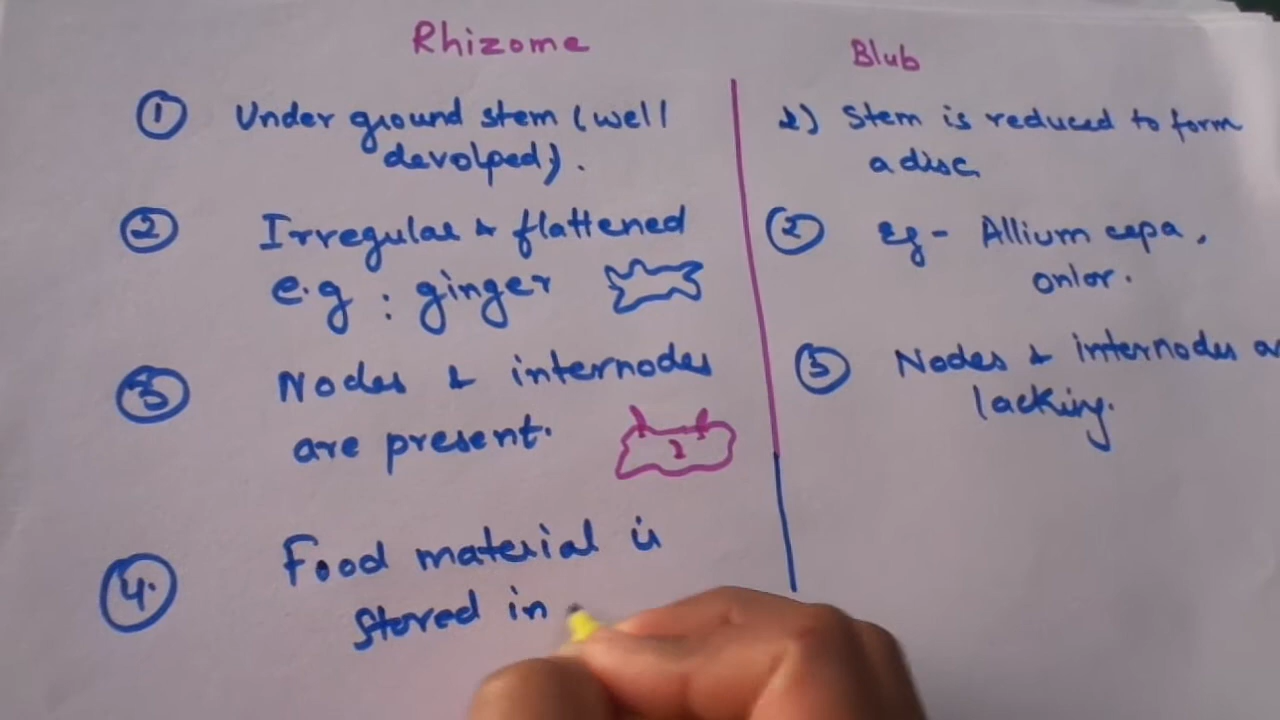 Rhizome
① Under ground stem (well
devolped).
② Irregular & flattened
e.g : ginger
③ Nodes & internodes
are present.
④. Food material is
stored in
Blub
1) Stem is reduced to form
a disc
② eg - Allium cepa,
onlor.
③ Nodes & internodes ar
lacking.